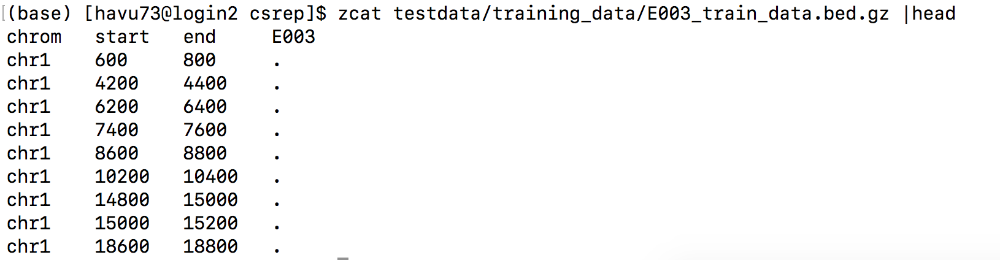 (base) [havu73@login2 csrep]$ zcat testdata/training_data/E003_train_data.bed.gz |head
chrom start end E003
chr1 600 800 .
chr1 4200 4400 .
chr1 6200 6400 .
chr1 7400 7600 .
chr1 8600 8800 .
chr1 10200 10400 .
chr1 14800 15000 .
chr1 15000 15200 .
chr1 18600 18800 .